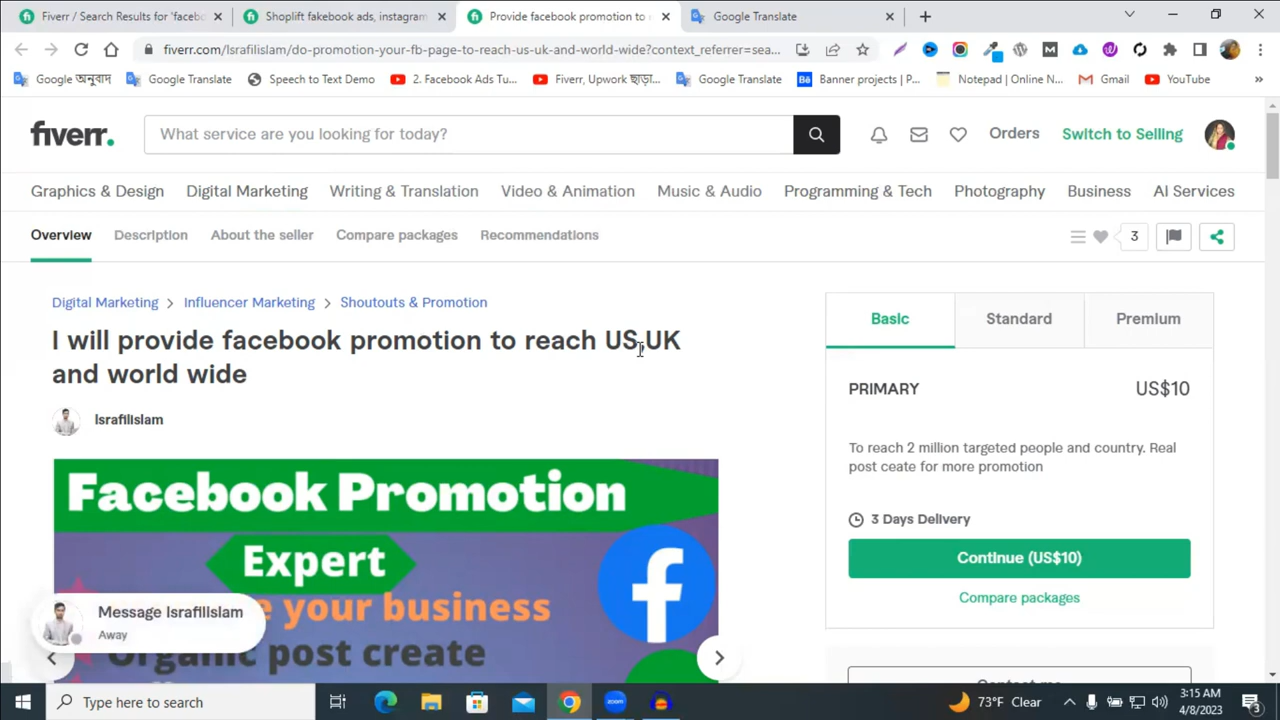 Fiverr / Search Results for 'facebo
Shoplift fakebook ads, instagram
Provide facebook promotion to
Google Translate
fiverr.com/Israfilislam/do-promotion-your-fb-page-to-reach-us-uk-and-world-wide?context_referrer=sea...
Google অনুবাদ
Google Translate
Speech to Text Demo
2. Facebook Ads Tu...
Fiverr, Upwork ছাড়া...
Google Translate
Banner projects | P...
Notepad | Online N...
Gmail
YouTube
»
fiverr.
What service are you looking for today?
Orders
Switch to Selling
Graphics & Design
Digital Marketing
Writing & Translation
Video & Animation
Music & Audio
Programming & Tech
Photography
Business
AI Services
Overview
Description
About the seller
Compare packages
Recommendations
3
Digital Marketing > Influencer Marketing > Shoutouts & Promotion
I will provide facebook promotion to reach US,UK
and world wide
Israfilislam
Facebook Promotion
Expert
your business
Organic post create
Message Israfilislam
Away
Basic
Standard
Premium
PRIMARY
US$10
To reach 2 million targeted people and country. Real
post ceate for more promotion
3 Days Delivery
Continue (US$10)
Compare packages
Contact me
Type here to search
73°F Clear
3:15 AM
4/8/2023
3